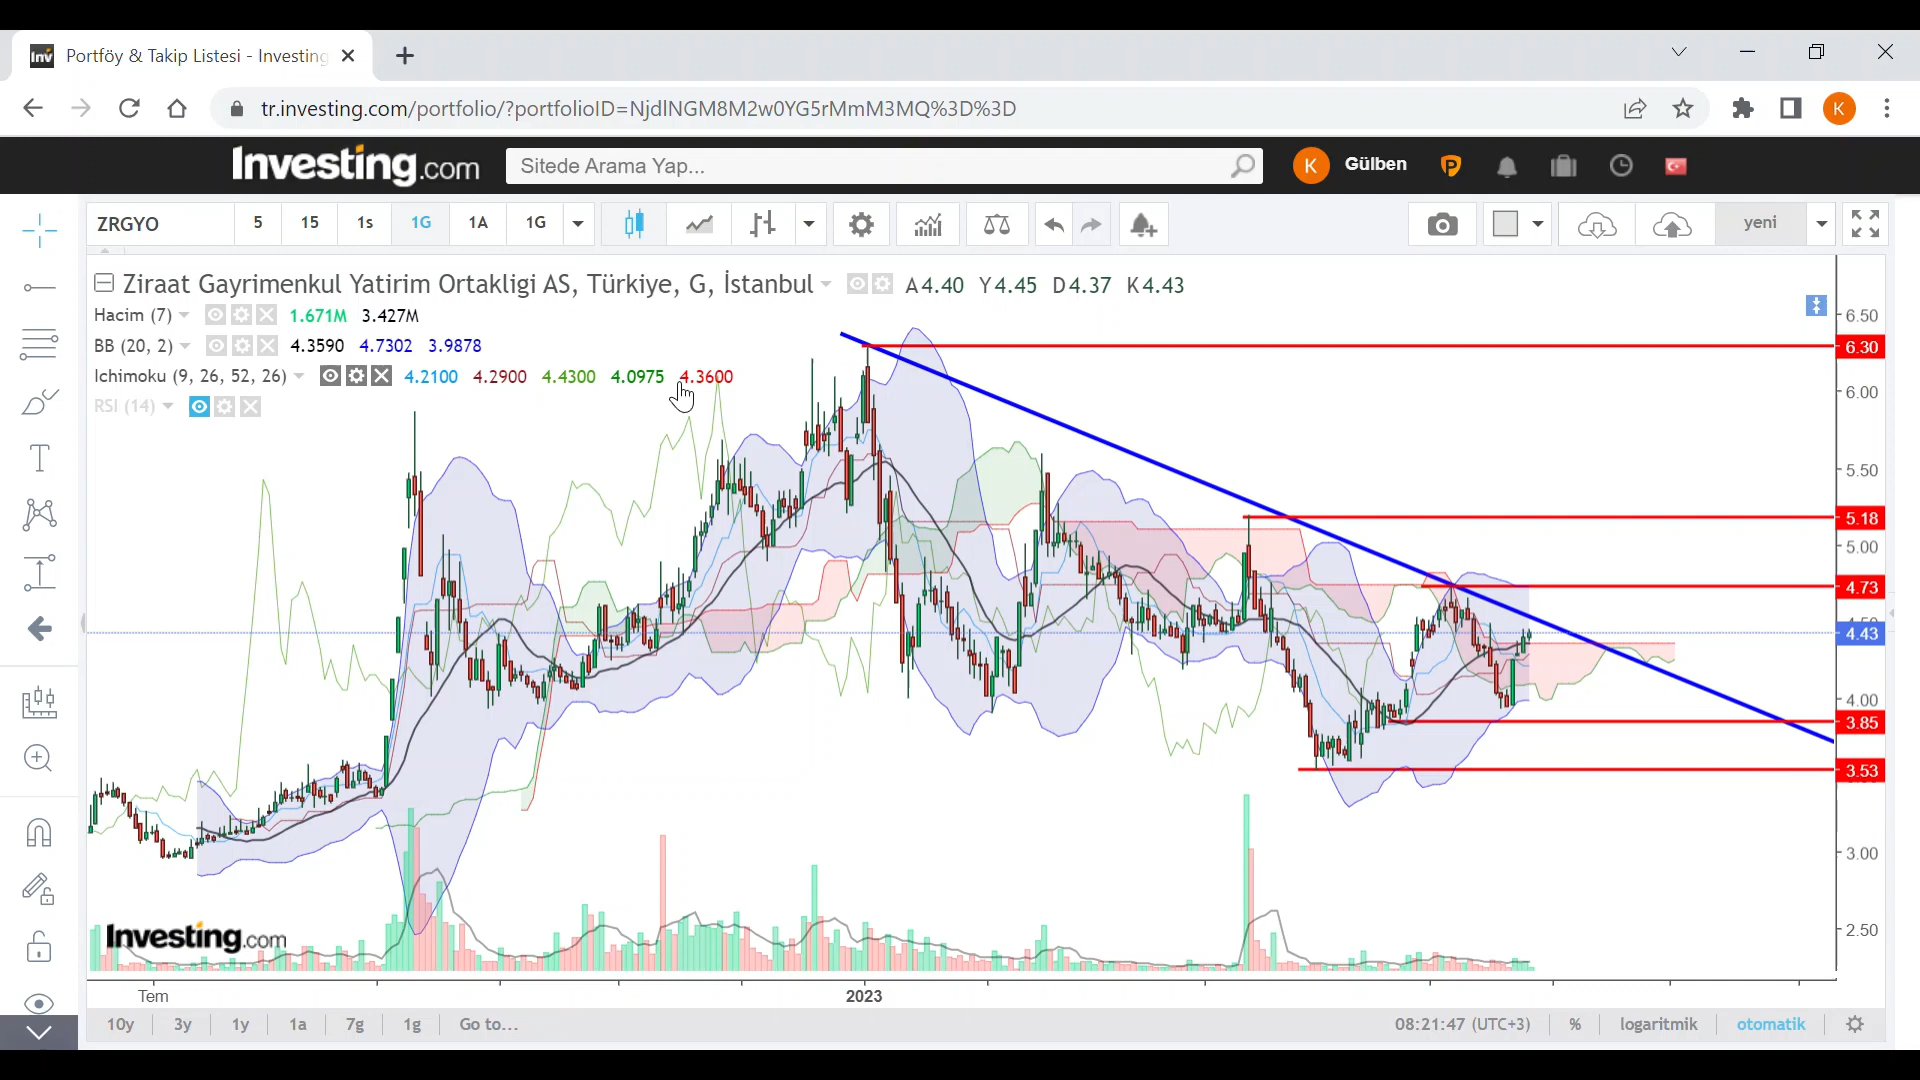 Portföy & Takip Listesi - Investing
tr.investing.com/portfolio/?portfolioID=NjdlNGM8M2w0YG5rMmM3MQ%3D%3D
K
Investing.com
Sitede Arama Yap...
K
Gülben
P
ZRGYO
5
15
1s
1G
1A
1G
yeni
Ziraat Gayrimenkul Yatirim Ortakligi AS, Türkiye, G, İstanbul
A4.40 Y4.45 D4.37 K4.43
Hacim (7) 1.671M 3.427M
BB (20, 2) 4.3590 4.7302 3.9878
Ichimoku (9, 26, 52, 26) 4.2100 4.2900 4.4300 4.0975 4.3600
RSI (14)
6.50
6.30
6.00
5.50
5.18
5.00
4.73
4.43
4.00
3.85
3.53
3.00
2.50
Investing.com
Tem
2023
10y
3y
1y
1a
7g
1g
Go to...
08:21:47 (UTC+3)
%
logaritmik
otomatik